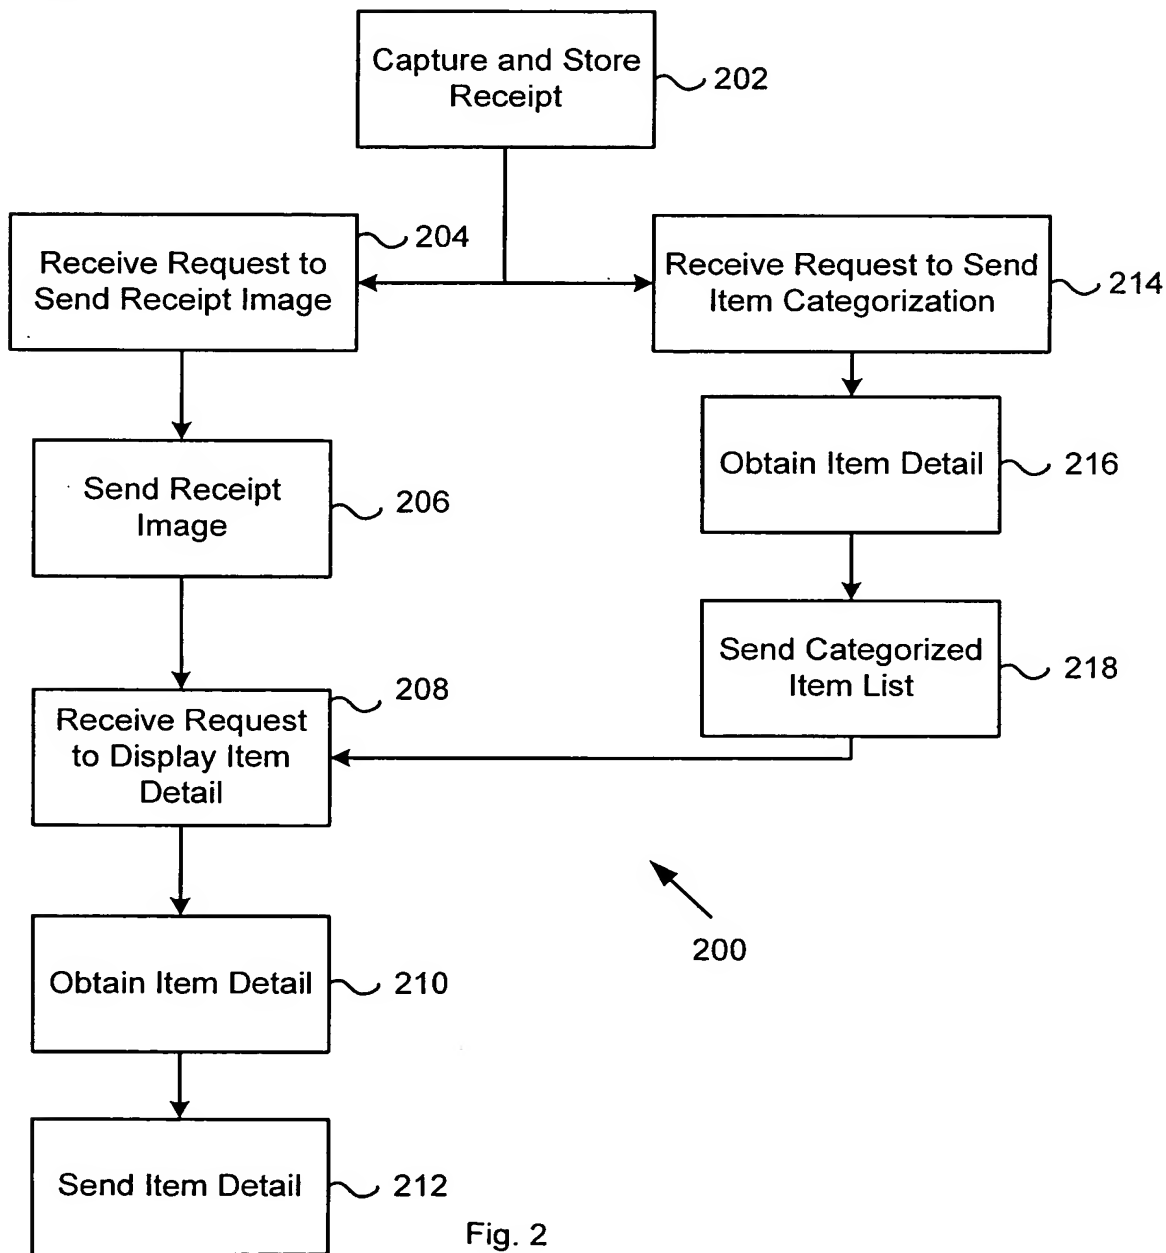 Capture and Store
Receipt
202
Receive Request to
Send Receipt Image
204
Receive Request to Send
Item Categorization
214
Send Receipt
Image
206
Obtain Item Detail
216
Send Categorized
Item List
218
Receive Request
to Display Item
Detail
208
200
Obtain Item Detail
210
Send Item Detail
212
Fig. 2